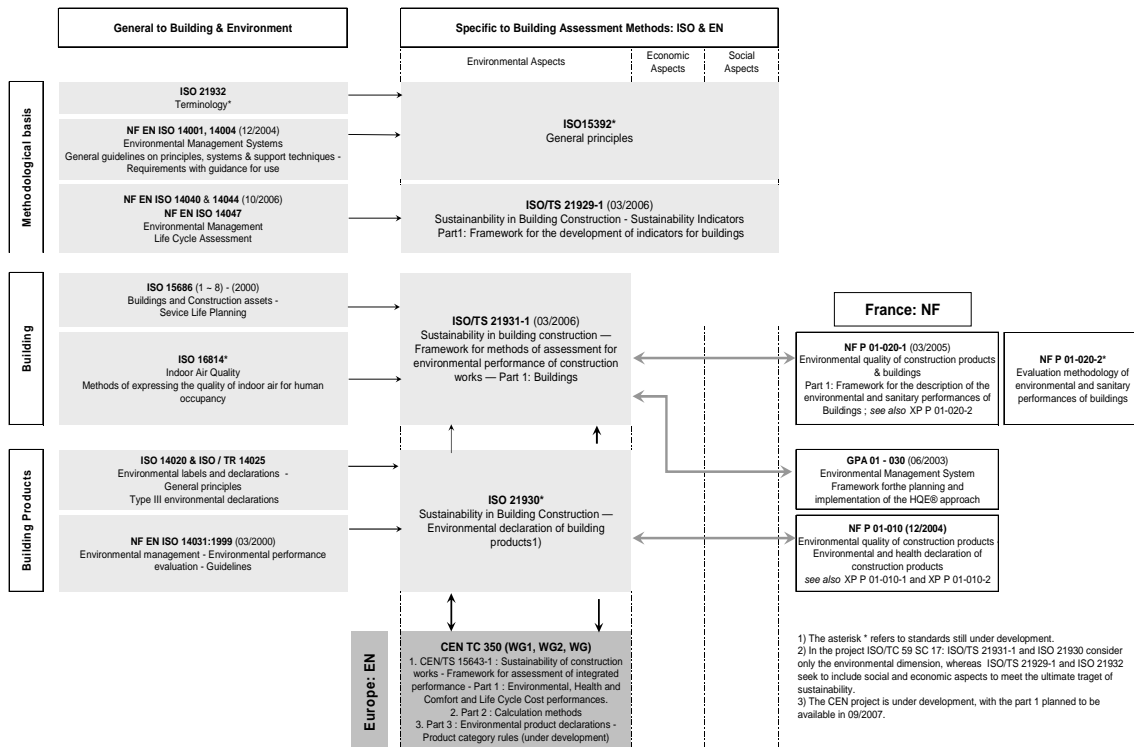 General to Building & Environment
Specific to Building Assessment Methods: ISO & EN
Environmental Aspects
Economic
Aspects
Social
Aspects
Methodological basis
ISO 21932
Terminology*
NF EN ISO 14001, 14004 (12/2004)
Environmental Management Systems
General guidelines on principles, systems & support techniques -
Requirements with guidance for use
NF EN ISO 14040 & 14044 (10/2006)
NF EN ISO 14047
Environmental Management
Life Cycle Assessment
ISO15392*
General principles
ISO/TS 21929-1 (03/2006)
Sustainanbility in Building Construction - Sustainability Indicators
Part1: Framework for the development of indicators for buildings
Building
ISO 15686 (1 ~ 8) - (2000)
Buildings and Construction assets -
Sevice Life Planning
ISO 16814*
Indoor Air Quality
Methods of expressing the quality of indoor air for human
occupancy
ISO/TS 21931-1 (03/2006)
Sustainability in building construction —
Framework for methods of assessment for
environmental performance of construction
works — Part 1: Buildings
France: NF
NF P 01-020-1 (03/2005)
Environmental quality of construction products
& buildings
Part 1: Framework for the description of the
environmental and sanitary performances of
Buildings ; see also XP P 01-020-2
NF P 01-020-2*
Evaluation methodology of
environmental and sanitary
performances of buildings
Building Products
ISO 14020 & ISO / TR 14025
Environmental labels and declarations -
General principles
Type III environmental declarations
NF EN ISO 14031:1999 (03/2000)
Environmental management - Environmental performance
evaluation - Guidelines
ISO 21930*
Sustainability in Building Construction —
Environmental declaration of building
products1)
GPA 01 - 030 (06/2003)
Environmental Management System
Framework forthe planning and
implementation of the HQE® approach
NF P 01-010 (12/2004)
Environmental quality of construction products -
Environmental and health declaration of
construction products
see also XP P 01-010-1 and XP P 01-010-2
Europe: EN
CEN TC 350 (WG1, WG2, WG)
1. CEN/TS 15643-1 : Sustainability of construction
works - Framework for assessment of integrated
performance - Part 1 : Environmental, Health and
Comfort and Life Cycle Cost performances.
2. Part 2 : Calculation methods
3. Part 3 : Environmental product declarations -
Product category rules (under development)
1) The asterisk * refers to standards still under development.
2) In the project ISO/TC 59 SC 17: ISO/TS 21931-1 and ISO 21930 consider
only the environmental dimension, whereas ISO/TS 21929-1 and ISO 21932
seek to include social and economic aspects to meet the ultimate traget of
sustainability.
3) The CEN project is under development, with the part 1 planned to be
available in 09/2007.